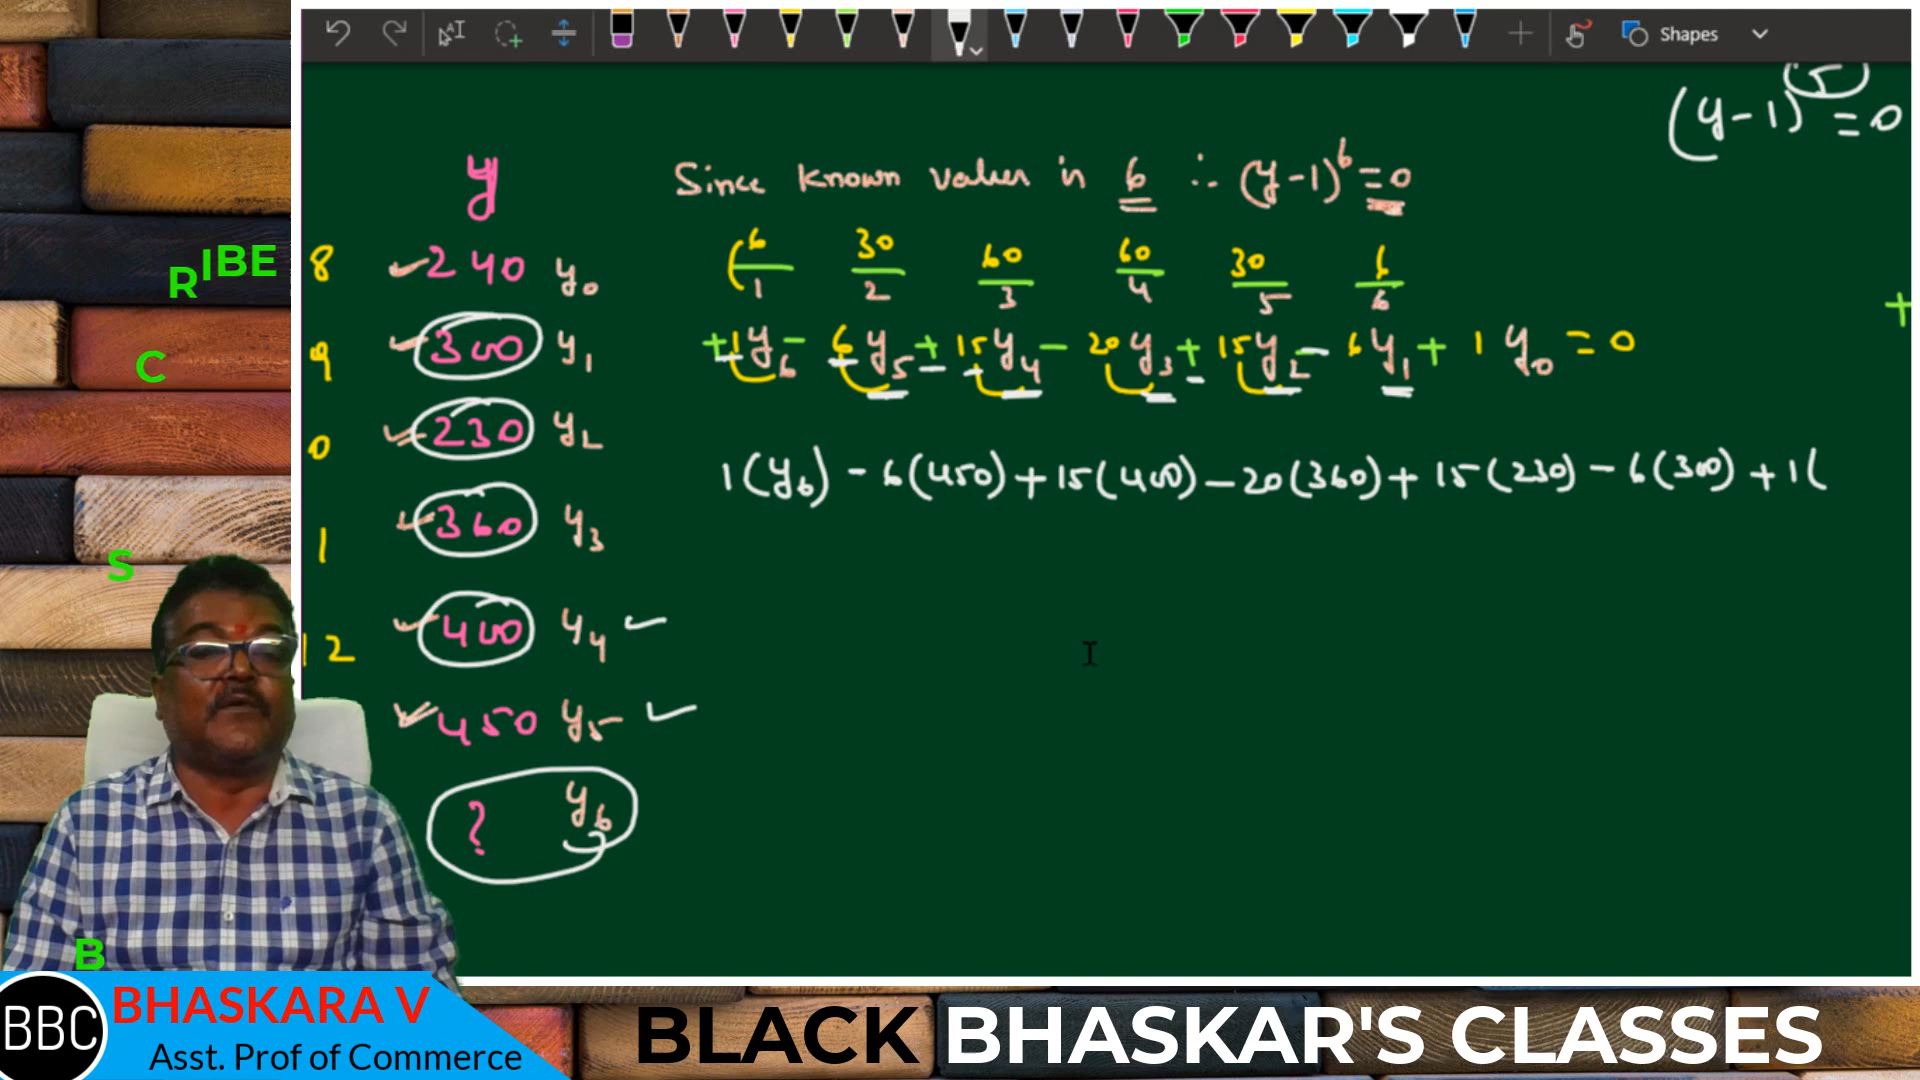 Shapes
(y-1)^(5) = 0
y Since known values is 6 ∴ (y-1)^6 = 0
6/1 30/2 60/3 60/4 30/5 6/6
8 240 y₀
+1y₆ - 6y₅ + 15y₄ - 20y₃ + 15y₂ - 6y₁ + 1y₀ = 0
9 300 y₁
0 230 y₂
1(y₆) - 6(450) + 15(400) - 20(360) + 15(230) - 6(300) + 1(
1 360 y₃
12 400 y₄
450 y₅
? y₆
+
RIBE
C
S
B
BBC
BHASKARA V
Asst. Prof of Commerce
BLACK BHASKAR'S CLASSES